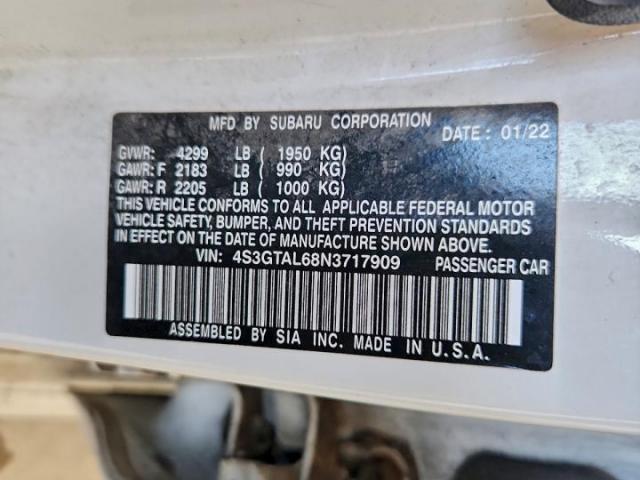 MFD BY SUBARU CORPORATION
DATE: 01/22
GVWR: 4299 LB ( 1950 KG)
GAWR: F 2183 LB ( 990 KG)
GAWR: R 2205 LB ( 1000 KG)
THIS VEHICLE CONFORMS TO ALL APPLICABLE FEDERAL MOTOR
VEHICLE SAFETY, BUMPER, AND THEFT PREVENTION STANDARDS
IN EFFECT ON THE DATE OF MANUFACTURE SHOWN ABOVE.
VIN: 4S3GTAL68N3717909 PASSENGER CAR
ASSEMBLED BY SIA INC. MADE IN U.S.A.